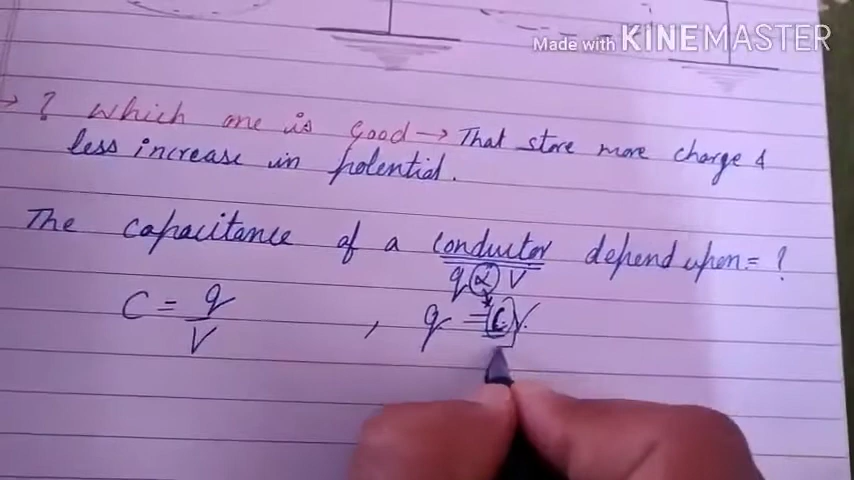 Made with KINEMASTER
→ ? Which one is Good → That store more charge &
less increase in potential.
The capacitance of a conductor depend upon = ?
q ∝ V
C = q/V , q = CV.